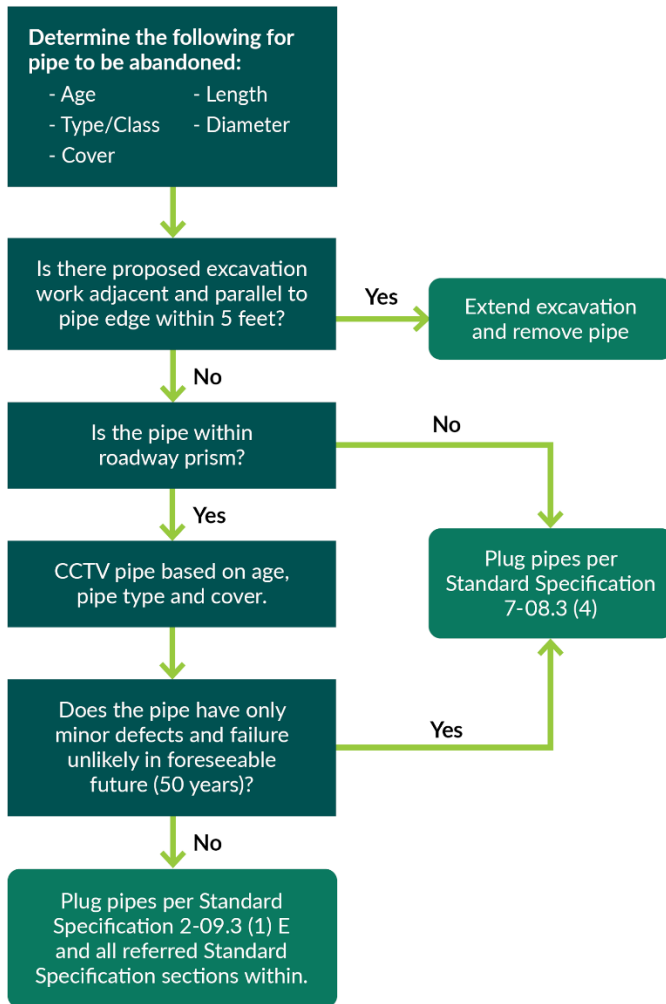 Determine the following for
pipe to be abandoned:
- Age
- Length
- Type/Class
- Diameter
- Cover
Is there proposed excavation
work adjacent and parallel to
pipe edge within 5 feet?
Yes
Extend excavation
and remove pipe
No
Is the pipe within
roadway prism?
No
Yes
CCTV pipe based on age,
pipe type and cover.
Plug pipes per
Standard Specification
7-08.3 (4)
Does the pipe have only
minor defects and failure
unlikely in foreseeable
future (50 years)?
Yes
No
Plug pipes per Standard
Specification 2-09.3 (1) E
and all referred Standard
Specification sections within.